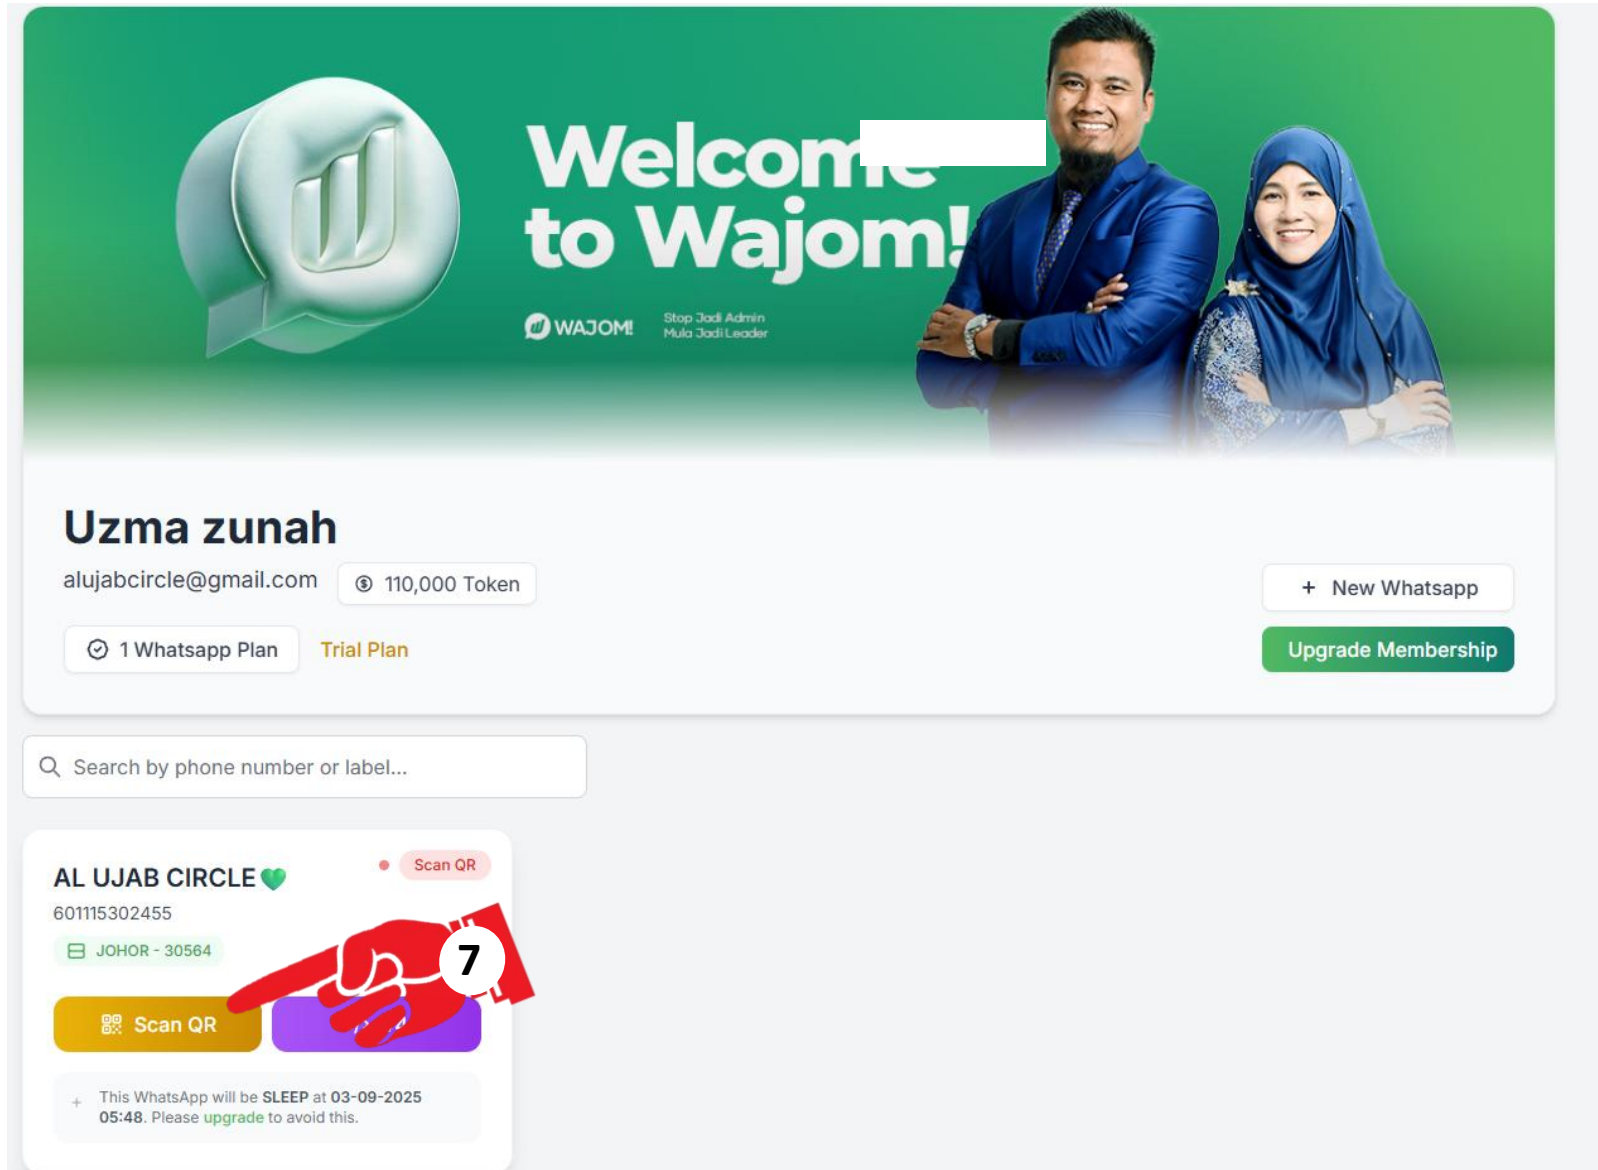 Welcome
to Wajom!
WAJOM!
Stop Jadi Admin
Mula Jadi Leader
Uzma zunah
alujabcircle@gmail.com
110,000 Token
+ New Whatsapp
1 Whatsapp Plan
Trial Plan
Upgrade Membership
Search by phone number or label...
Scan QR
AL UJAB CIRCLE💚
601115302455
JOHOR - 30564
7
Scan QR
+ This WhatsApp will be SLEEP at 03-09-2025
05:48. Please upgrade to avoid this.